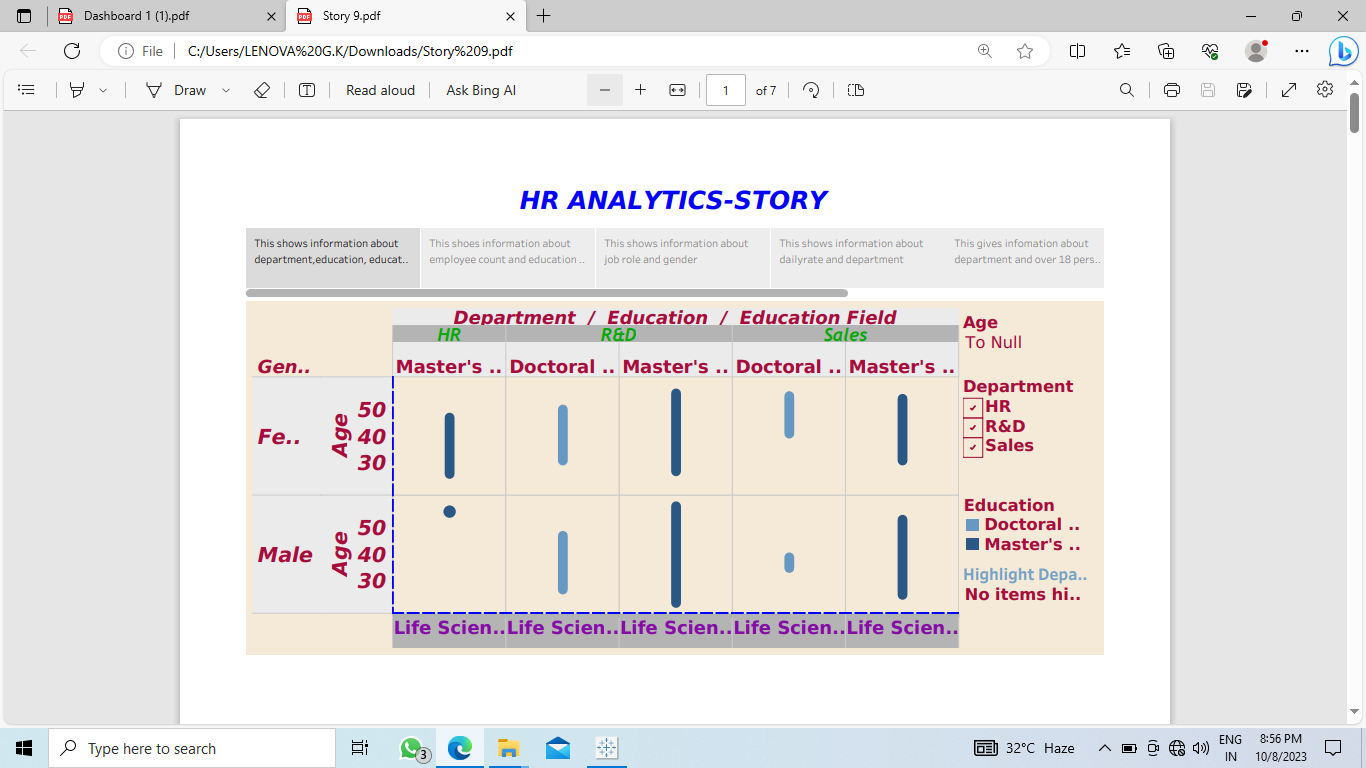 Dashboard 1 (1).pdf
Story 9.pdf
File
C:/Users/LENOVA%20G.K/Downloads/Story%209.pdf
Draw
Read aloud
Ask Bing AI
1
of 7
HR ANALYTICS-STORY
This shows information about
department,education, educat..
This shoes information about
employee count and education ..
This shows information about
job role and gender
This shows information about
dailyrate and department
This gives infomation about
department and over 18 pers..
Department / Education / Education Field
HR
R&D
Sales
Gen..
Master's ..
Doctoral ..
Master's ..
Doctoral ..
Master's ..
Fe..
Age
50
40
30
Male
Age
50
40
30
Life Scien..
Life Scien..
Life Scien..
Life Scien..
Life Scien..
Age
To Null
Department
HR
R&D
Sales
Education
Doctoral ..
Master's ..
Highlight Depa..
No items hi..
Type here to search
3
32°C Haze
ENG
IN
8:56 PM
10/8/2023